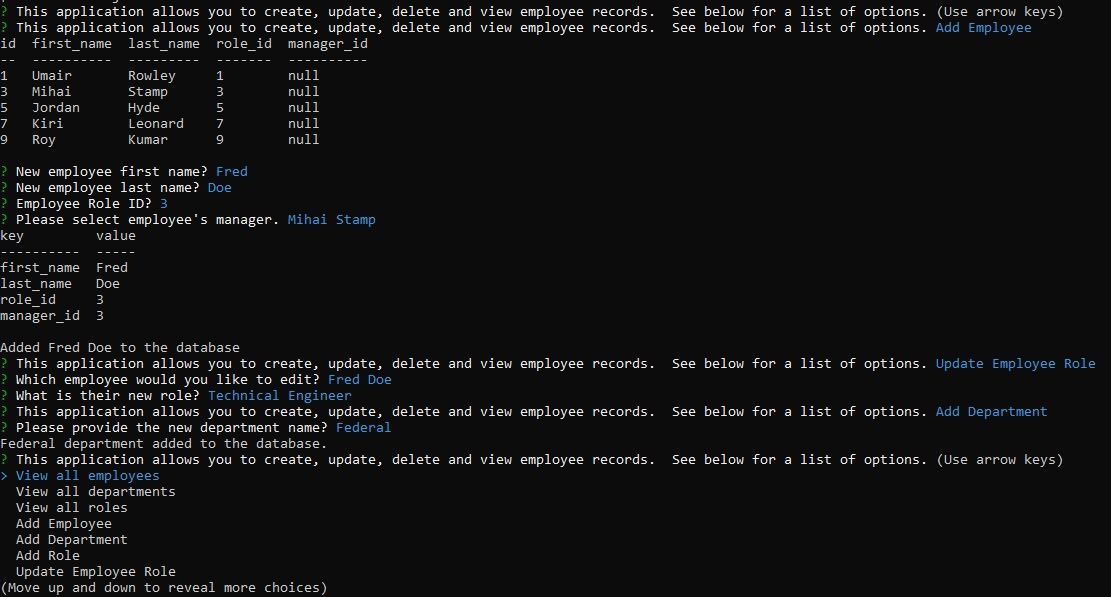 ? This application allows you to create, update, delete and view employee records.  See below for a list of options. (Use arrow keys)
? This application allows you to create, update, delete and view employee records.  See below for a list of options. Add Employee
id  first_name  last_name  role_id  manager_id
--  ----------  ---------  -------  ----------
1   Umair       Rowley     1        null
3   Mihai       Stamp      3        null
5   Jordan      Hyde       5        null
7   Kiri        Leonard    7        null
9   Roy         Kumar      9        null
? New employee first name? Fred
? New employee last name? Doe
? Employee Role ID? 3
? Please select employee's manager. Mihai Stamp
key         value
----------  -----
first_name  Fred
last_name   Doe
role_id     3
manager_id  3
Added Fred Doe to the database
? This application allows you to create, update, delete and view employee records.  See below for a list of options. Update Employee Role
? Which employee would you like to edit? Fred Doe
? What is their new role? Technical Engineer
? This application allows you to create, update, delete and view employee records.  See below for a list of options. Add Department
? Please provide the new department name? Federal
Federal department added to the database.
? This application allows you to create, update, delete and view employee records.  See below for a list of options. (Use arrow keys)
> View all employees
  View all departments
  View all roles
  Add Employee
  Add Department
  Add Role
  Update Employee Role
(Move up and down to reveal more choices)